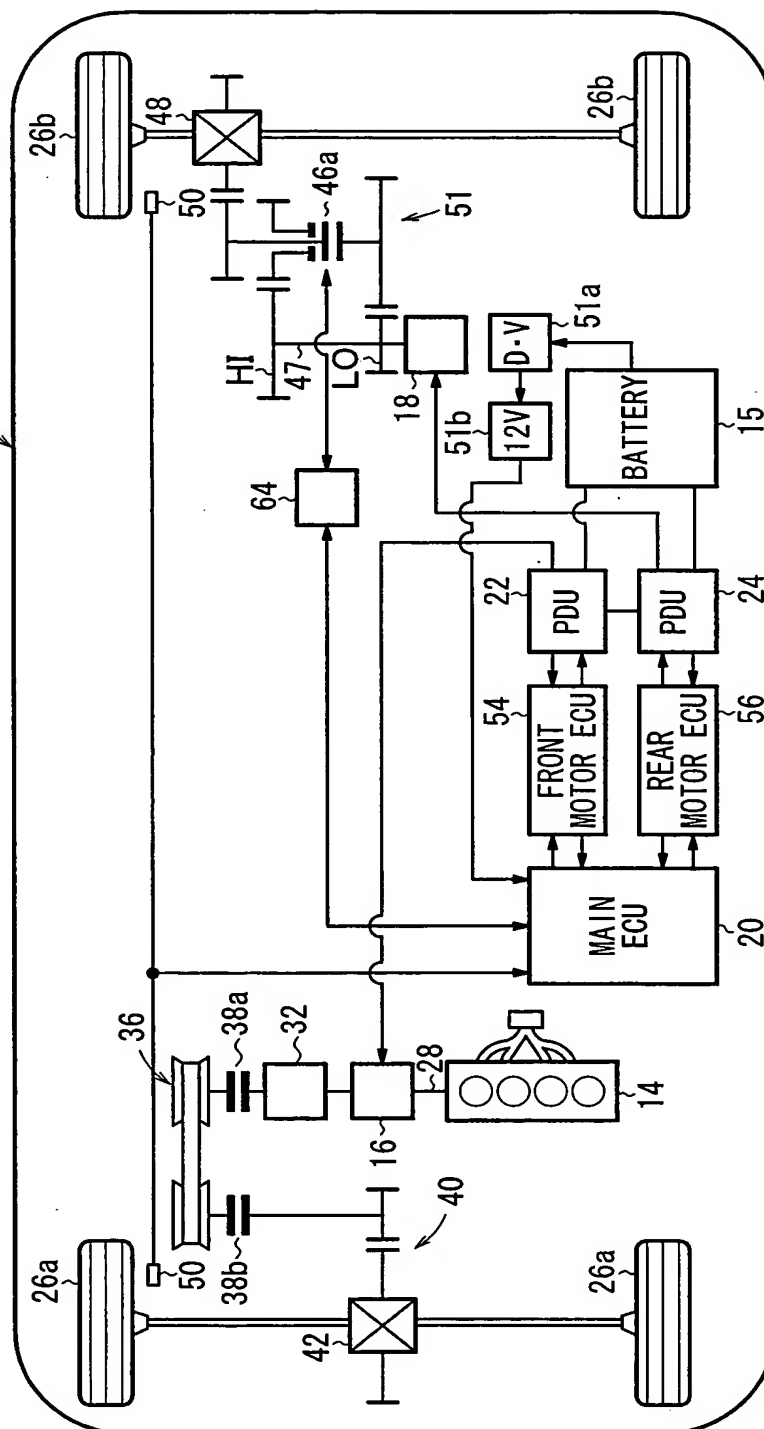 26b
48
50
46a
51
26b
HI
47
LO
18
D·V
51a
12V
51b
BATTERY
15
64
22
PDU
PDU
24
54
FRONT
MOTOR ECU
REAR
MOTOR ECU
56
MAIN
ECU
20
36
38a
32
28
16
14
26a
50
38b
40
42
26a